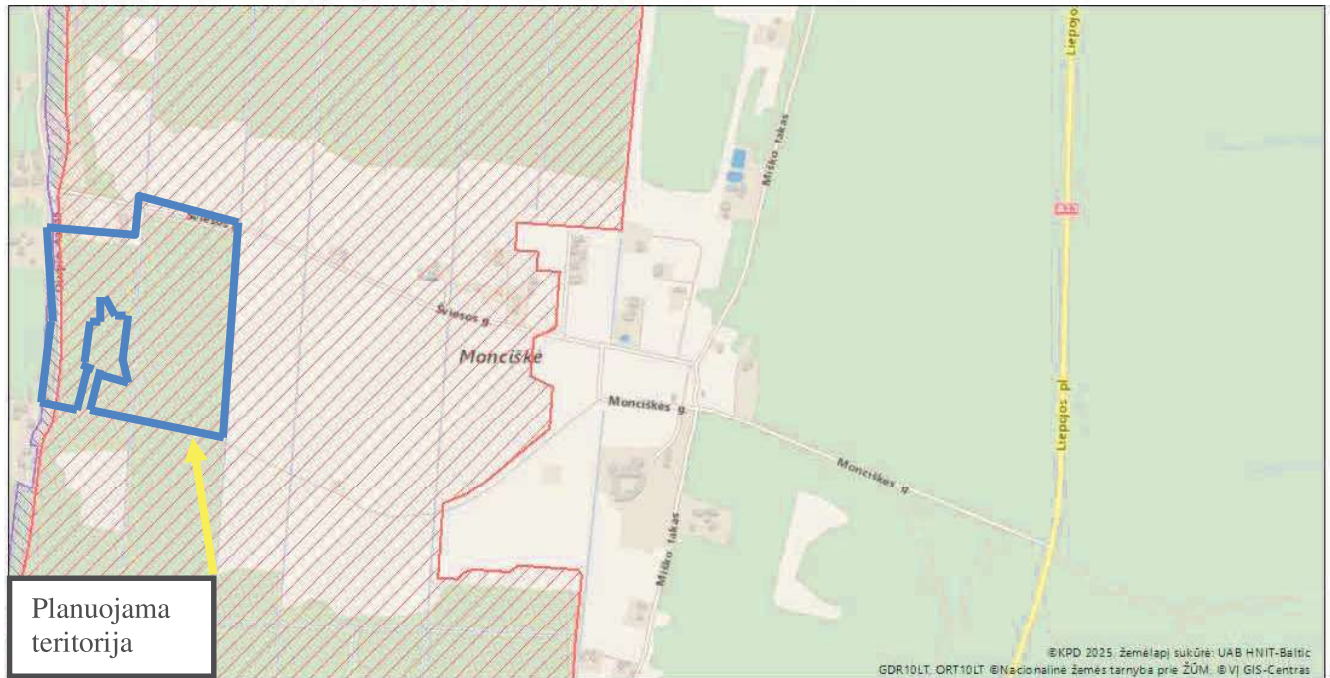 Liepojos
Miško takas
Šviesos
Šviesos g.
Monciškė
Monciškės g.
Liepojos pl.
Monciškės g.
Miško takas
Planuojama
teritorija
©KPD 2025, žemėlapį sukūrė: UAB HNIT-Baltic
GDR10LT, ORT10LT ©Nacionalinė žemės tarnyba prie ŽŪM, ©VĮ GIS-Centras